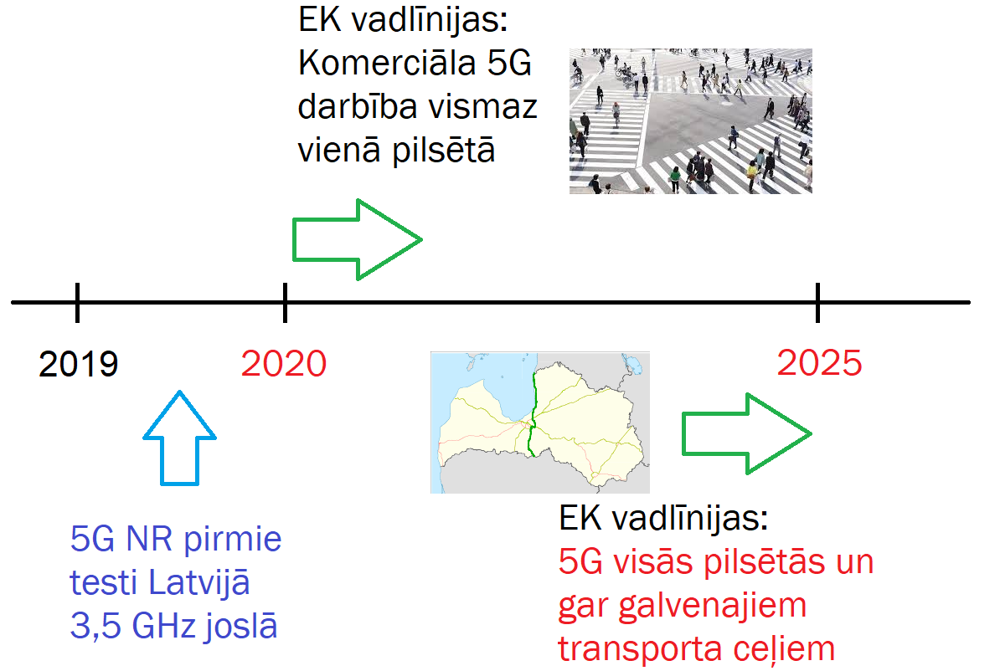 EK vadlīnijas:
Komerciāla 5G
darbība vismaz
vienā pilsētā
2019
2020
2025
5G NR pirmie
testi Latvijā
3,5 GHz joslā
EK vadlīnijas:
5G visās pilsētās un
gar galvenajiem
transporta ceļiem